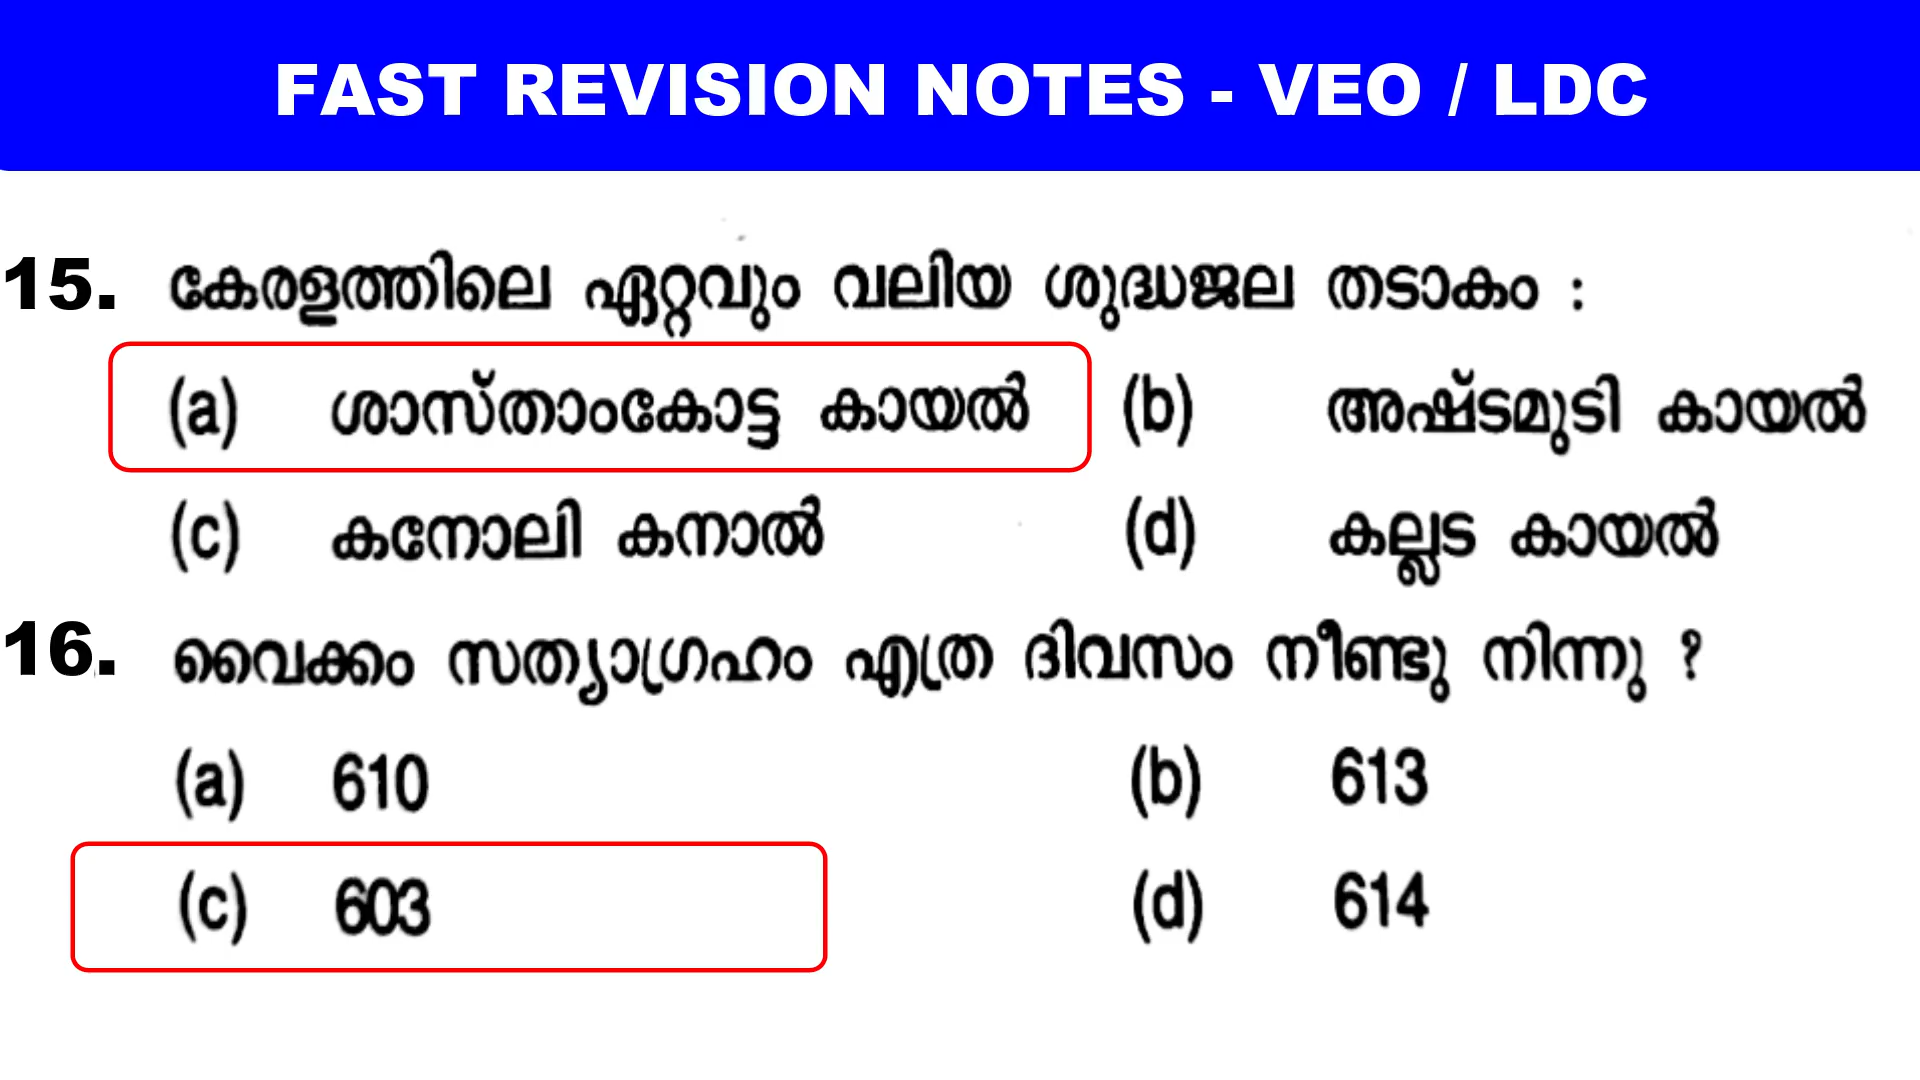 FAST REVISION NOTES - VEO / LDC
15. കേരളത്തിലെ ഏറ്റവും വലിയ ശുദ്ധജല തടാകം :
(a) ശാസ്താംകോട്ട കായൽ (b) അഷ്ടമുടി കായൽ
(c) കനോലി കനാൽ (d) കല്ലട കായൽ
16. വൈക്കം സത്യാഗ്രഹം എത്ര ദിവസം നീണ്ടു നിന്നു ?
(a) 610 (b) 613
(c) 603 (d) 614